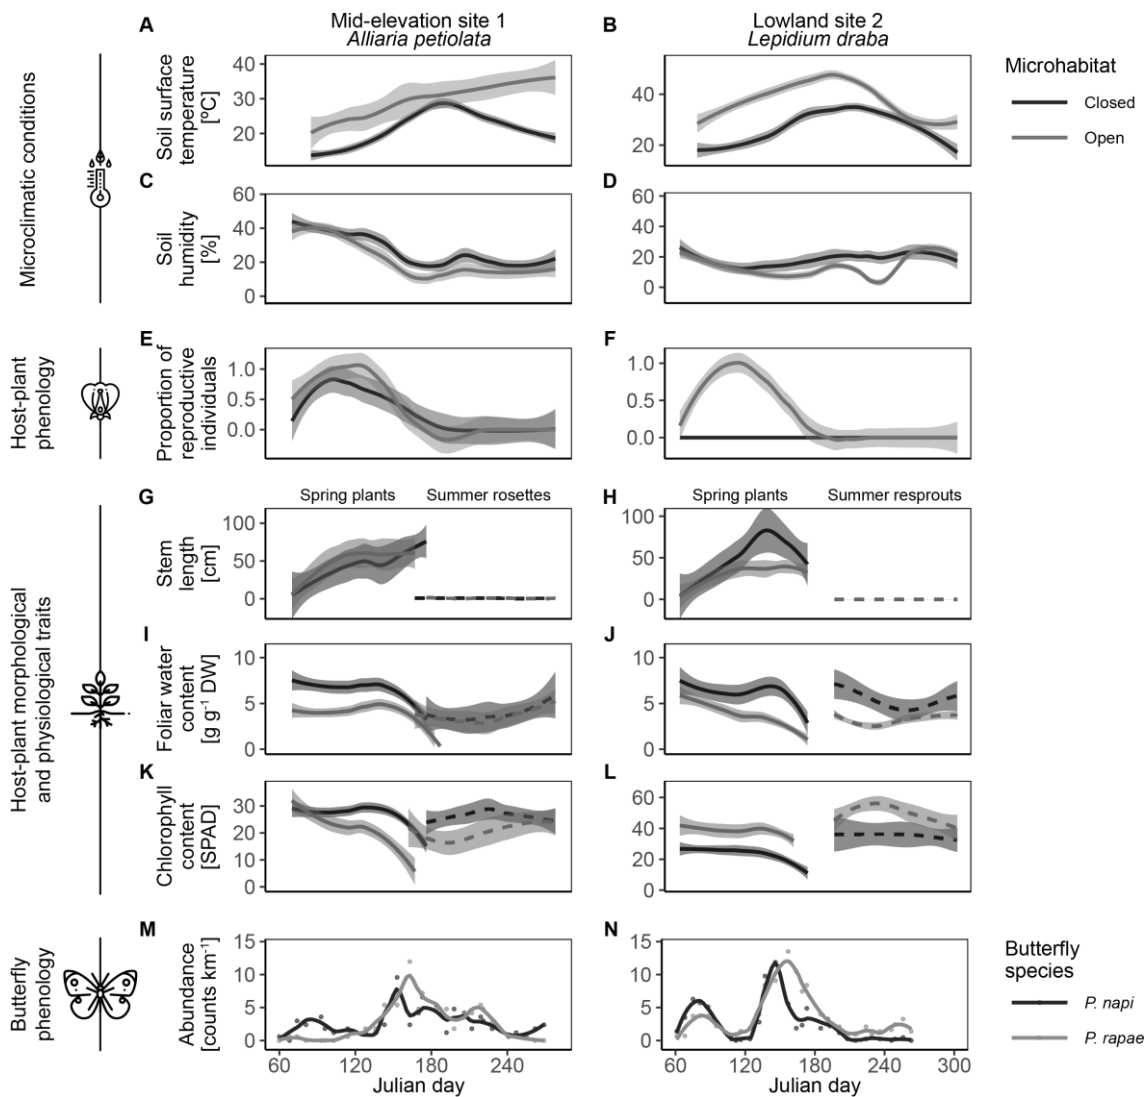 A
Mid-elevation site 1
Alliaria petiolata
B
Lowland site 2
Lepidium draba
Microclimatic conditions
Soil surface
temperature
[ºC]
40
30
20
40
20
Microhabitat
Closed
Open
C
D
Soil
humidity
[%]
60
40
20
0
60
40
20
0
Host-plant
phenology
E
F
Proportion of
reproductive
individuals
1.0
0.5
0.0
1.0
0.5
0.0
Host-plant morphological
and physiological traits
G
Spring plants
Summer rosettes
H
Spring plants
Summer resprouts
Stem
length
[cm]
100
50
0
100
50
0
I
J
Foliar water
content
[g g⁻¹ DW]
10
5
0
10
5
0
K
L
Chlorophyll
content
[SPAD]
30
20
10
0
60
40
20
0
Butterfly
phenology
M
N
Abundance
[counts km⁻¹]
15
10
5
0
15
10
5
0
60 120 180 240
Julian day
60 120 180 240 300
Julian day
Butterfly
species
P. napi
P. rapae